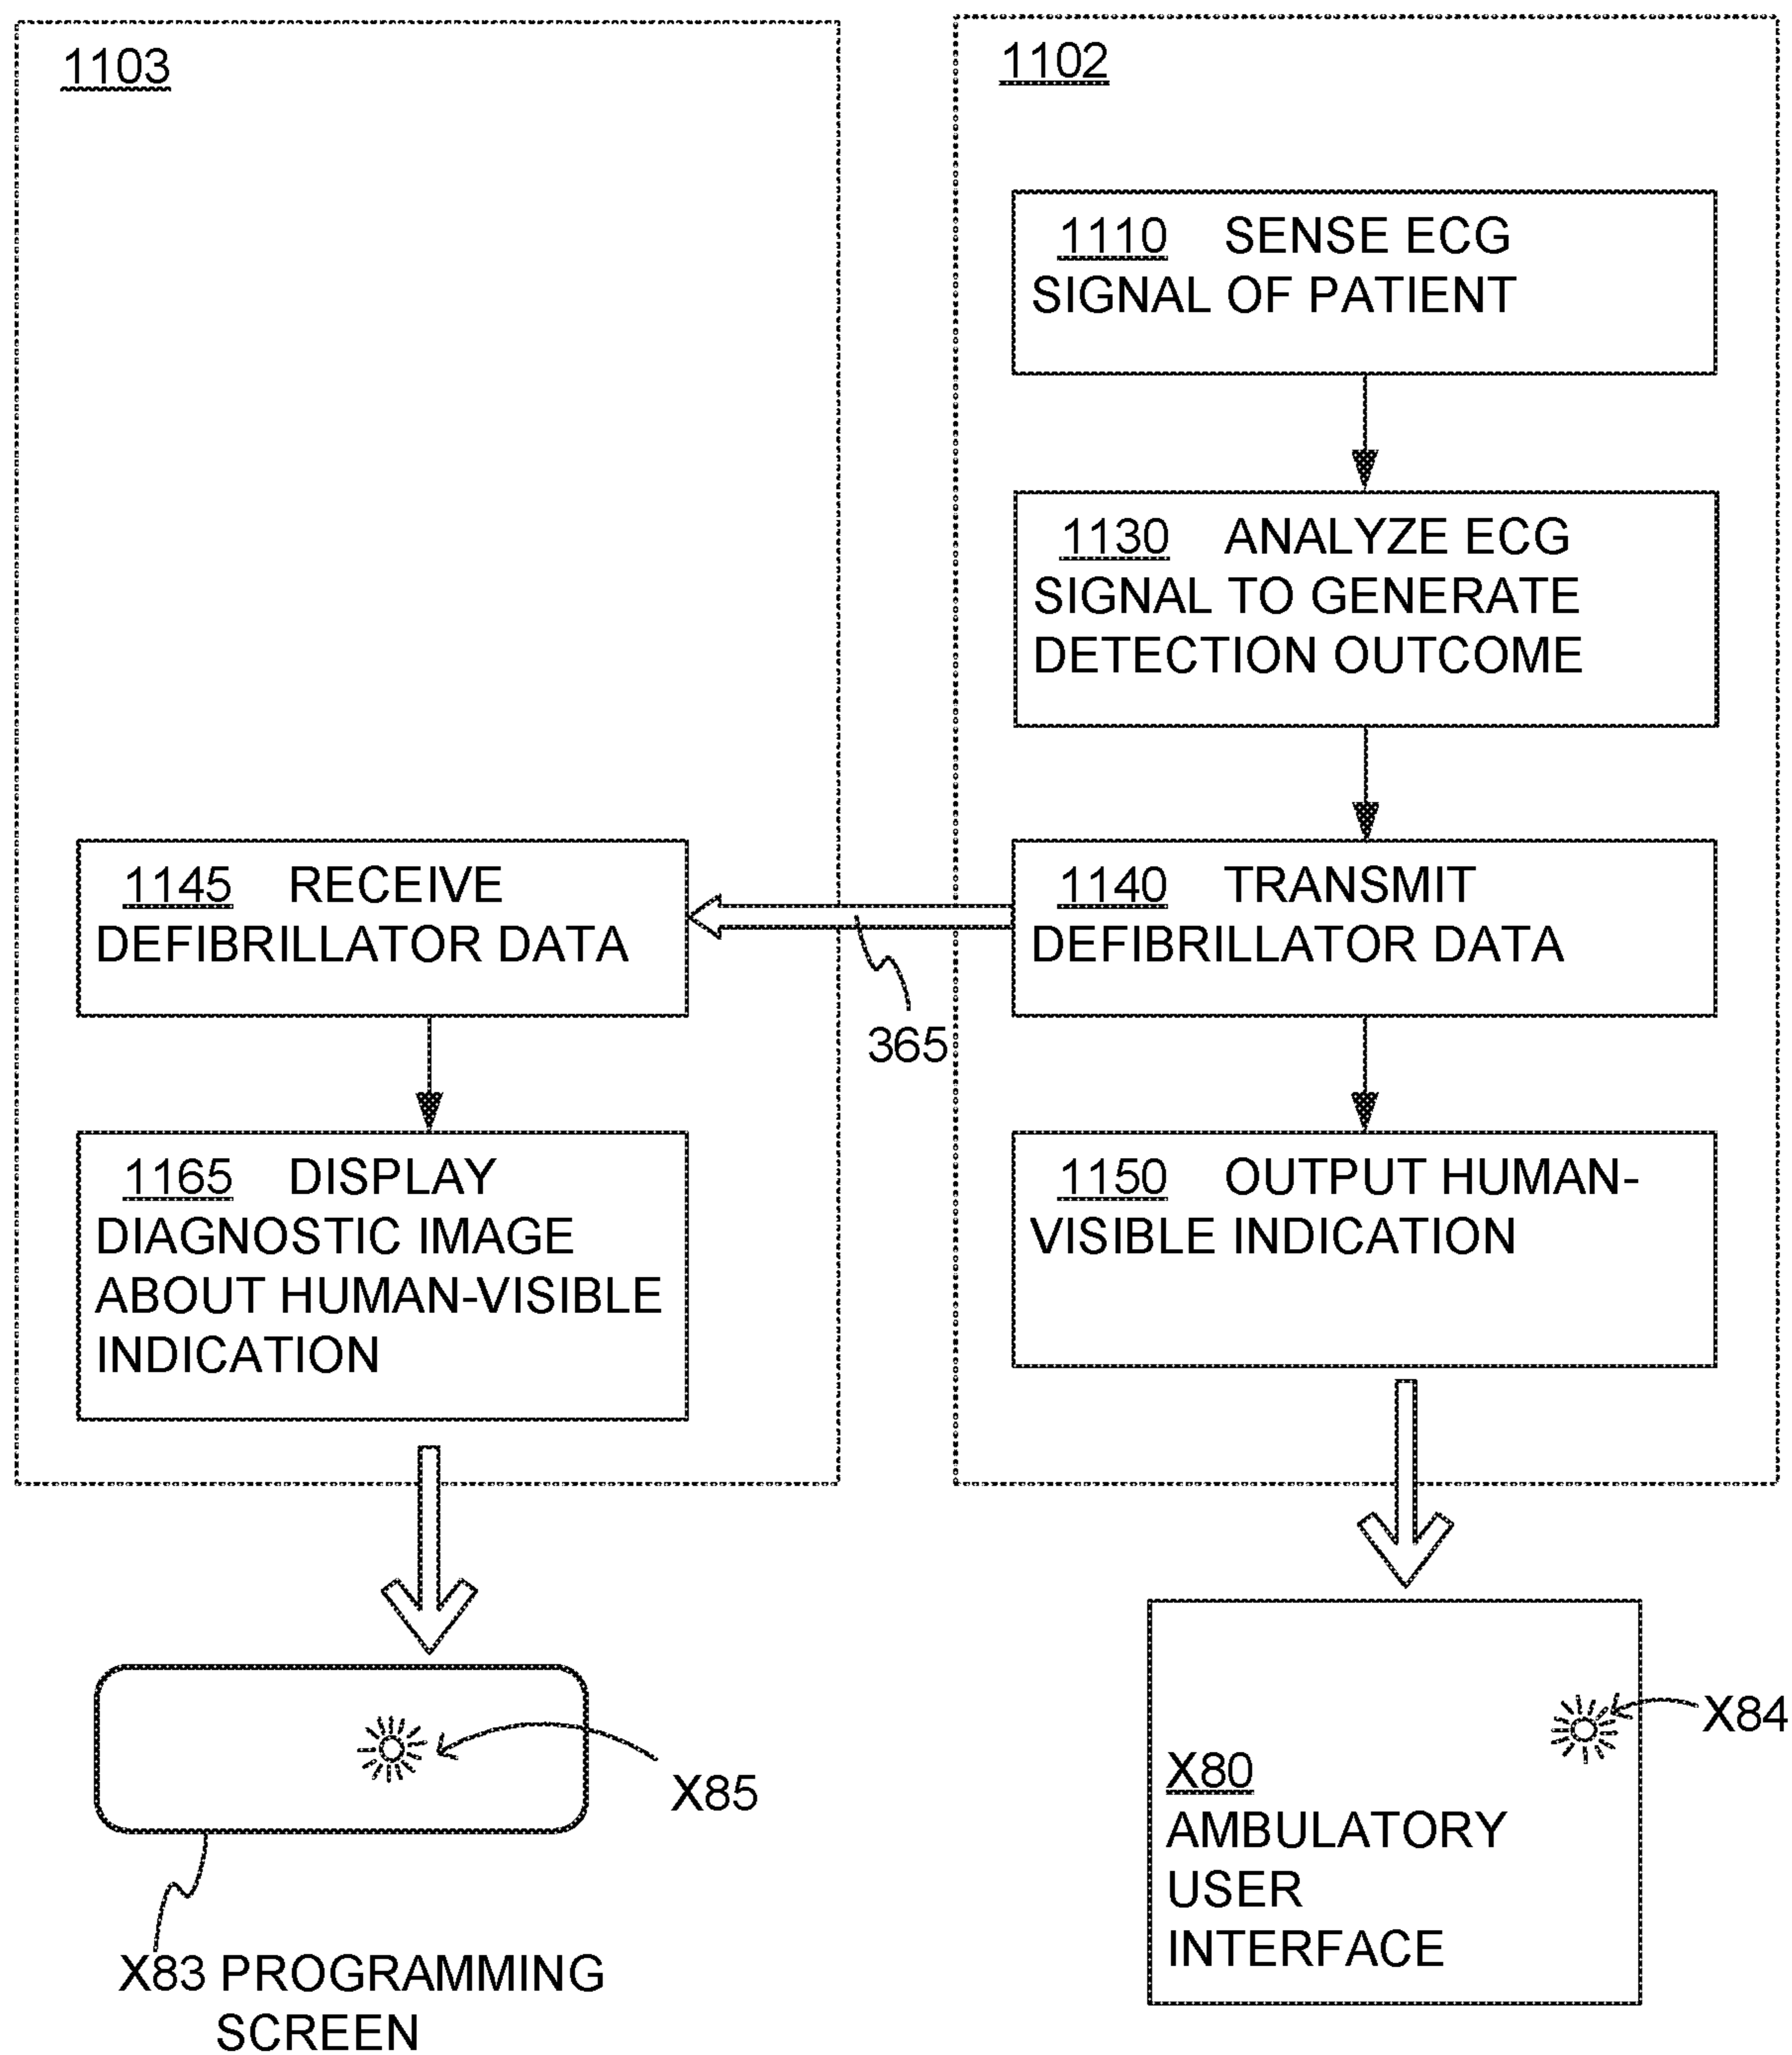 1103
1102
1110 SENSE ECG
SIGNAL OF PATIENT
1130 ANALYZE ECG
SIGNAL TO GENERATE
DETECTION OUTCOME
1145 RECEIVE
DEFIBRILLATOR DATA
1140 TRANSMIT
DEFIBRILLATOR DATA
365
1165 DISPLAY
DIAGNOSTIC IMAGE
ABOUT HUMAN-VISIBLE
INDICATION
1150 OUTPUT HUMAN-
VISIBLE INDICATION
X85
X83 PROGRAMMING
SCREEN
X84
X80
AMBULATORY
USER
INTERFACE